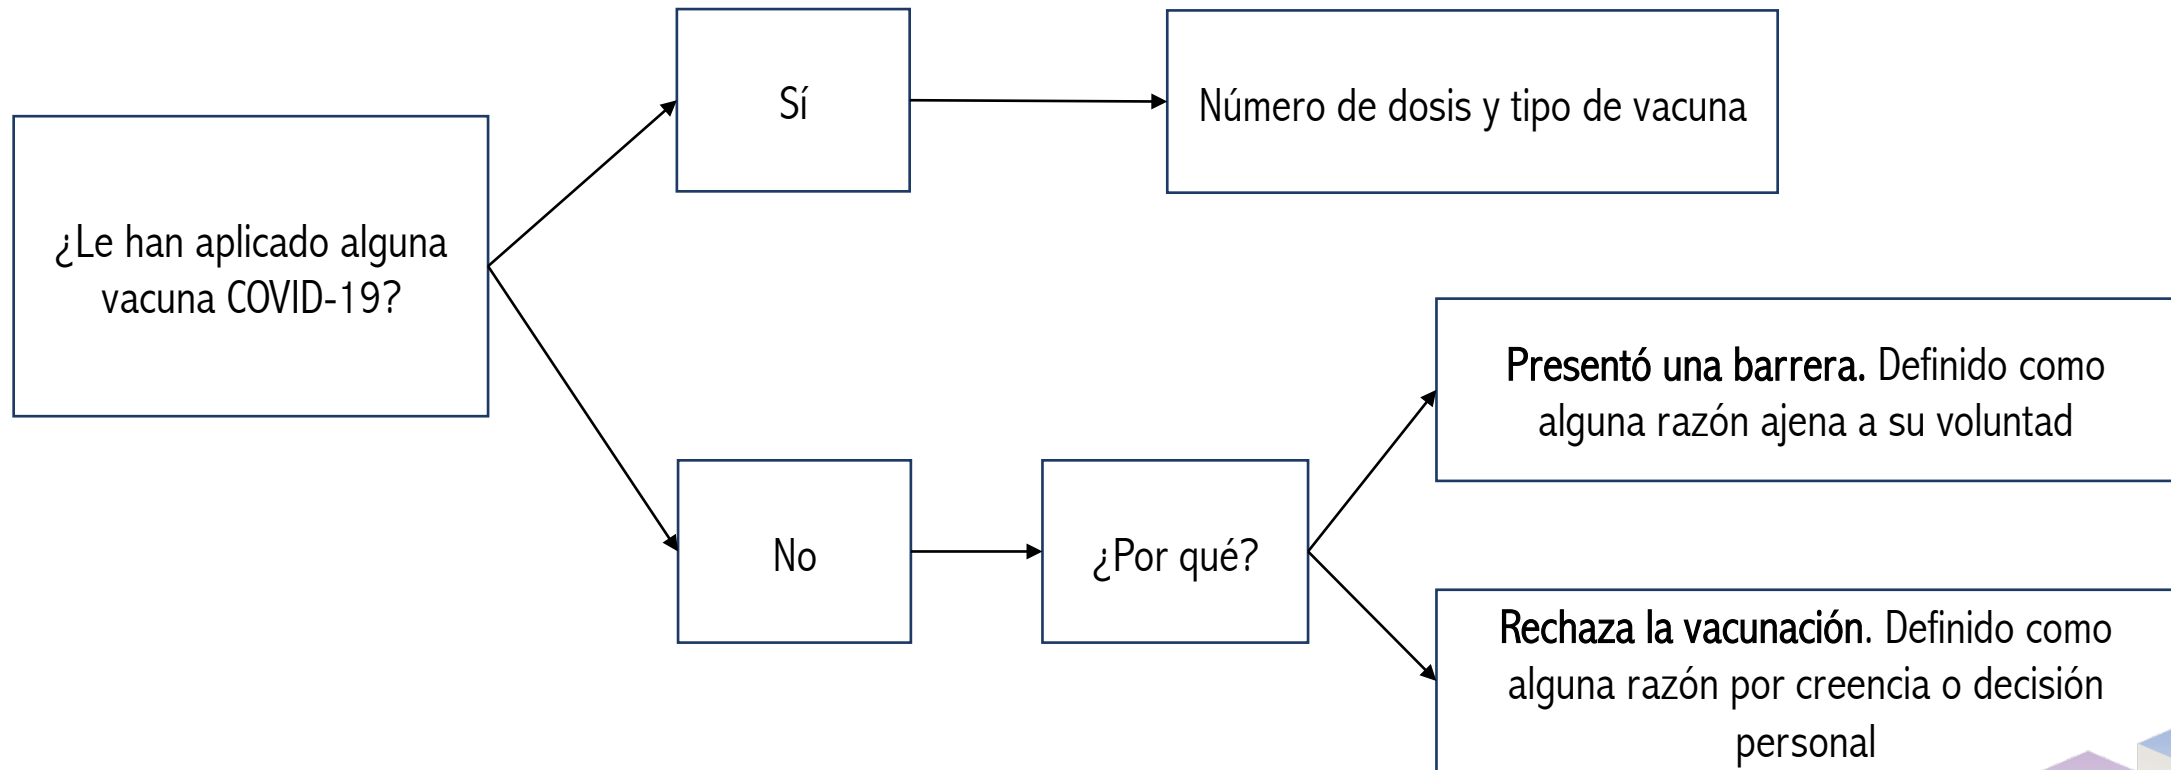 ¿Le han aplicado alguna
vacuna COVID-19?
Sí
Número de dosis y tipo de vacuna
No
¿Por qué?
Presentó una barrera. Definido como
alguna razón ajena a su voluntad
Rechaza la vacunación. Definido como
alguna razón por creencia o decisión
personal